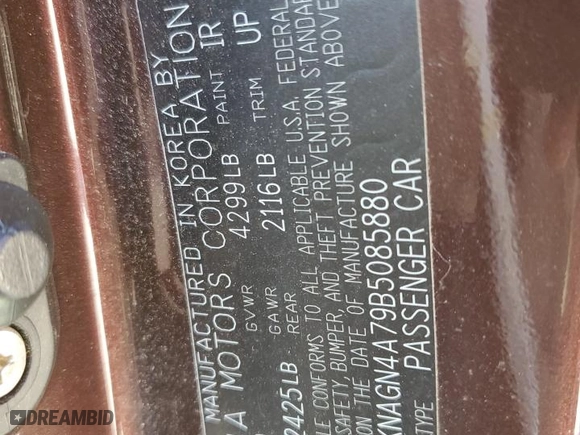 MANUFACTURED IN KOREA BY
A MOTORS CORPORATION
GVWR 4299LB PAINT IR
2425LB GAWR REAR 2116LB TRIM UP
CONFORMS TO ALL APPLICABLE U.S.A. FEDERAL
SAFETY, BUMPER, AND THEFT PREVENTION STANDAR
ON THE DATE OF MANUFACTURE SHOWN ABOVE
KNAGN4A79B5085880
TYPE PASSENGER CAR
DREAMBID